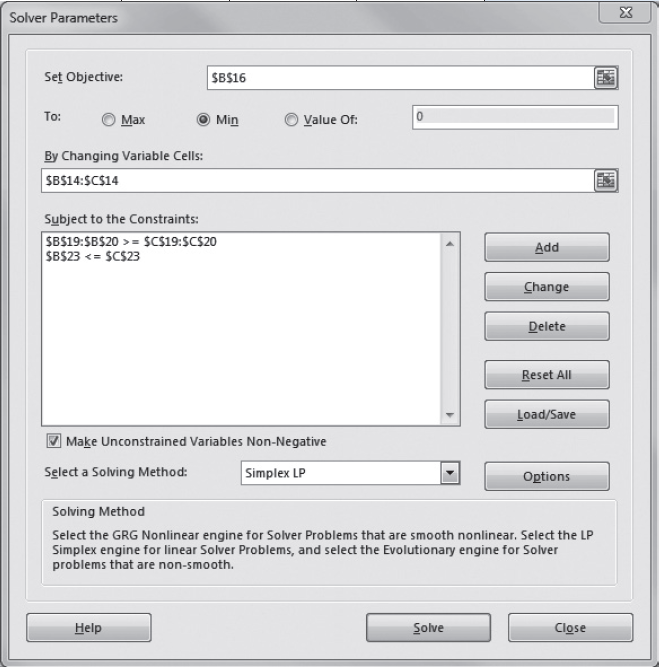 Solver Parameters
Set Objective:
$B$16
To:
Max
Min
Value Of:
0
By Changing Variable Cells:
$B$14:$C$14
Subject to the Constraints:
$B$19:$B$20 >= $C$19:$C$20
$B$23 <= $C$23
Add
Change
Delete
Reset All
Load/Save
Make Unconstrained Variables Non-Negative
Select a Solving Method:
Simplex LP
Options
Solving Method
Select the GRG Nonlinear engine for Solver Problems that are smooth nonlinear. Select the LP
Simplex engine for linear Solver Problems, and select the Evolutionary engine for Solver
problems that are non-smooth.
Help
Solve
Close